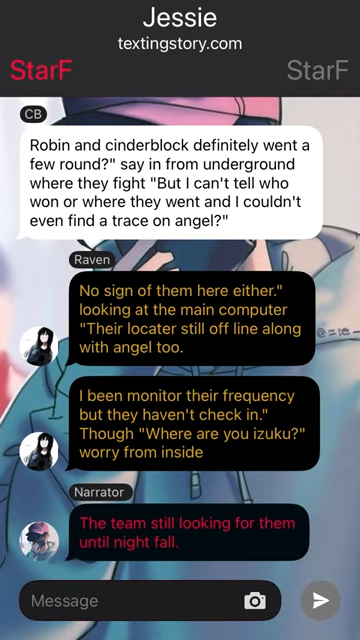 Jessie
textingstory.com
StarF
StarF
CB
Robin and cinderblock definitely went a
few round?" say in from underground
where they fight "But I can't tell who
won or where they went and I couldn't
even find a trace on angel?"
Raven
No sign of them here either."
looking at the main computer
"Their locater still off line along
with angel too.
I been monitor their frequency
but they haven't check in."
Though "Where are you izuku?"
worry from inside
Narrator
The team still looking for them
until night fall.
Message